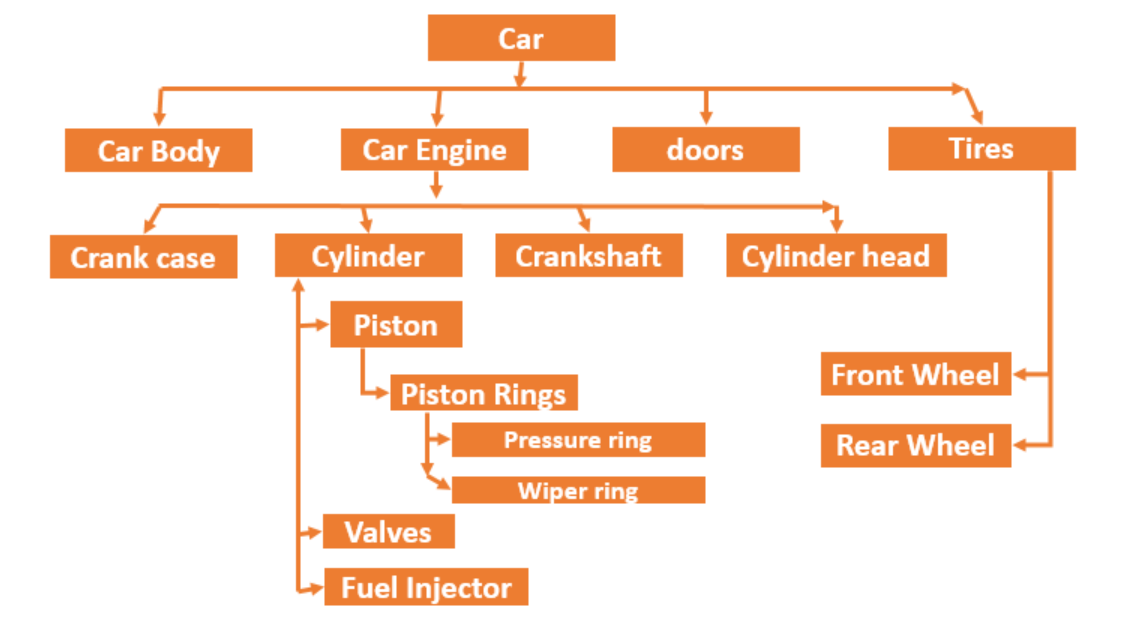 Car
Car Body
Car Engine
doors
Tires
Crank case
Cylinder
Crankshaft
Cylinder head
Piston
Piston Rings
Pressure ring
Wiper ring
Valves
Fuel Injector
Front Wheel
Rear Wheel